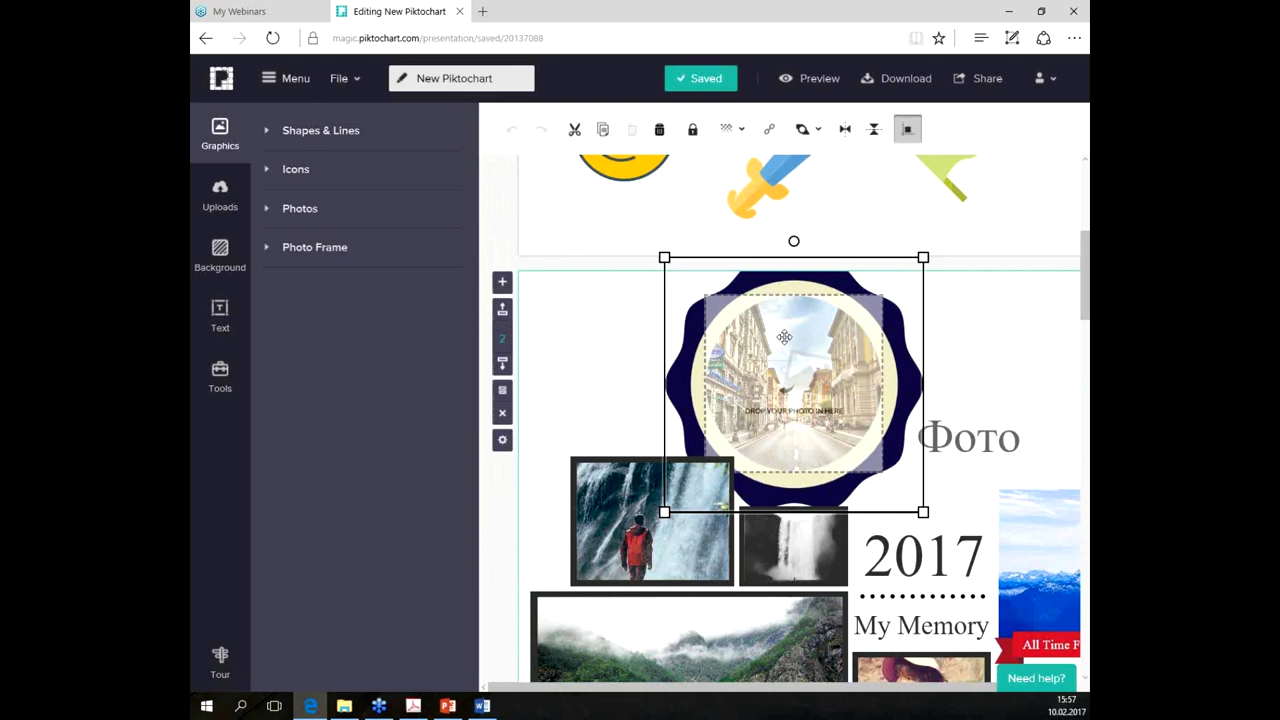 My Webinars
Editing New Piktochart
magic.piktochart.com/presentation/saved/20137088
Menu
File
New Piktochart
Saved
Preview
Download
Share
Graphics
Uploads
Background
Text
Tools
Tour
Shapes & Lines
Icons
Photos
Photo Frame
2
DROP YOUR PHOTO IN HERE
Фото
2017
My Memory
All Time F
Need help?
15:57
10.02.2017